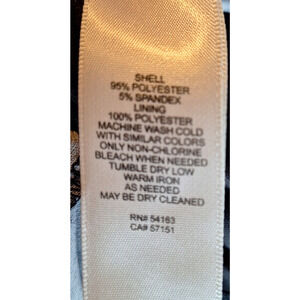 SHELL
95% POLYESTER
5% SPANDEX
LINING
100% POLYESTER
MACHINE WASH COLD
WITH SIMILAR COLORS
ONLY NON-CHLORINE
BLEACH WHEN NEEDED
TUMBLE DRY LOW
WARM IRON
AS NEEDED
MAY BE DRY CLEANED
RN# 54163
CA# 57151